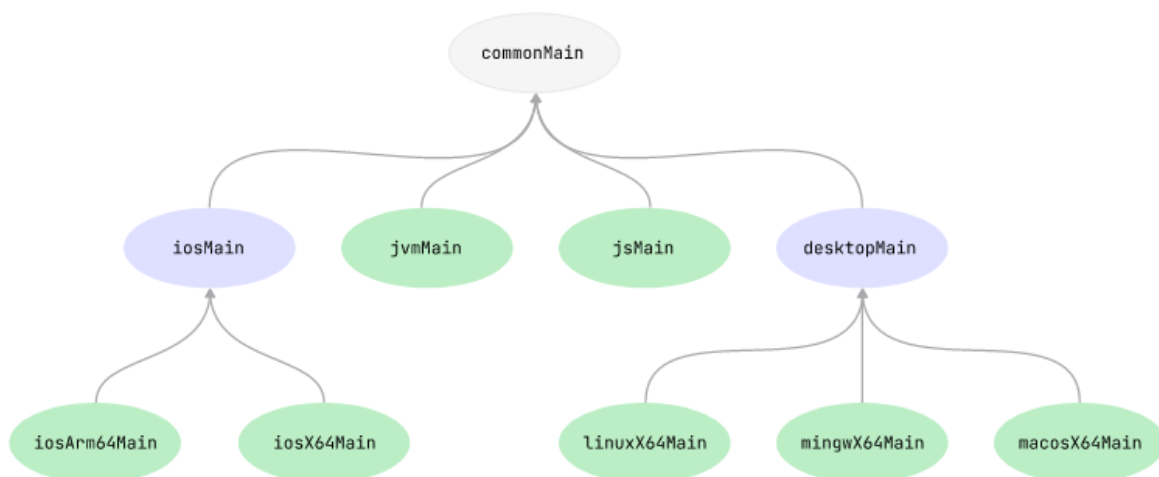 commonMain
iosMain
jvmMain
jsMain
desktopMain
iosArm64Main
iosX64Main
linuxX64Main
mingwX64Main
macosX64Main